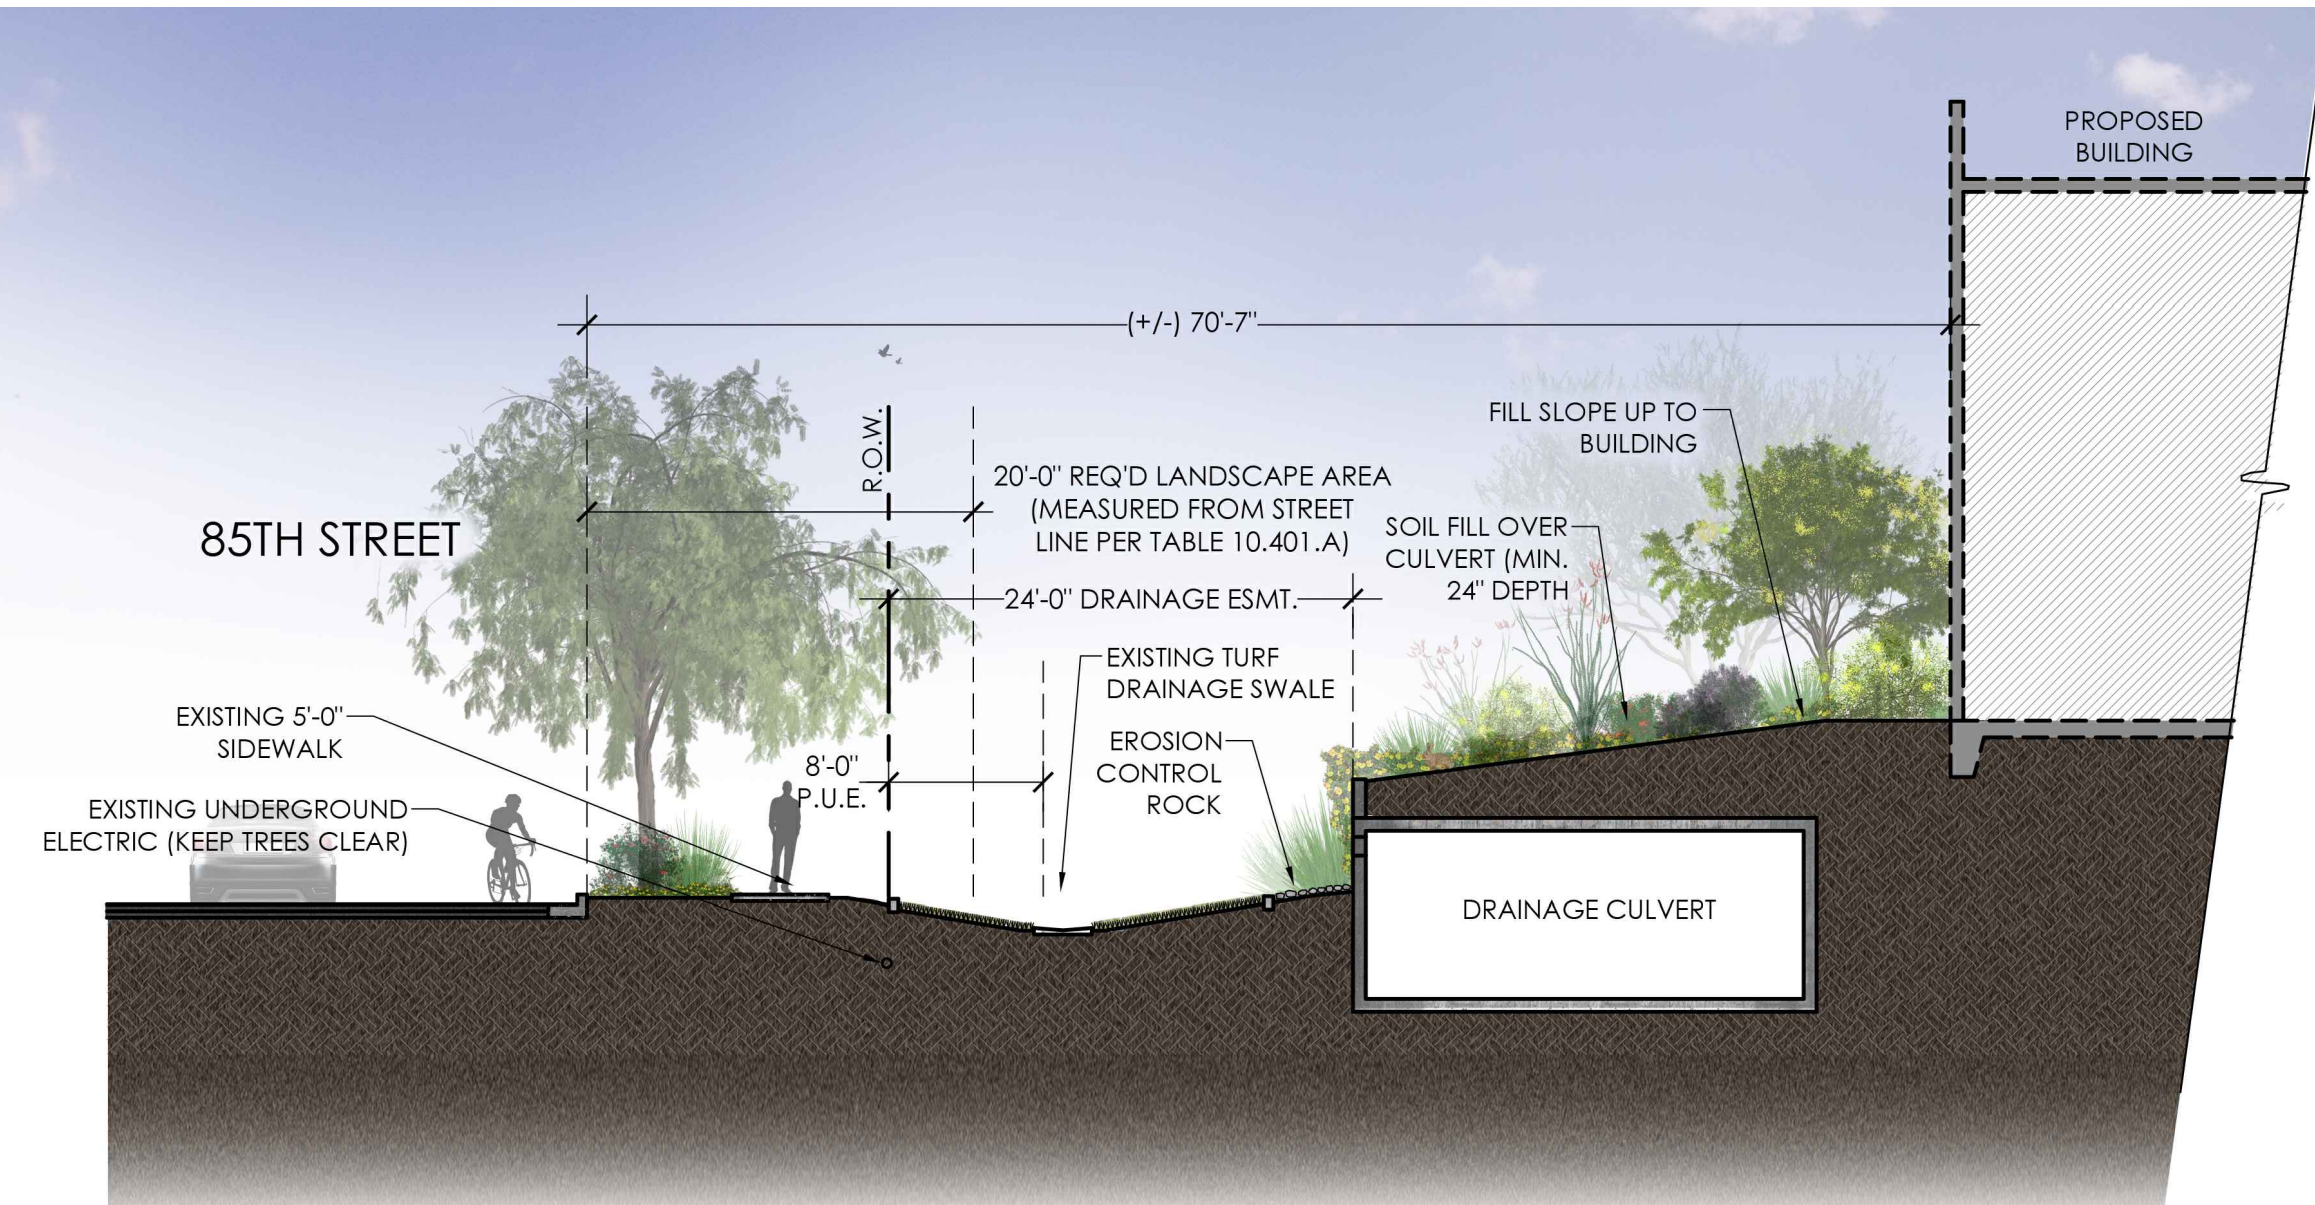 PROPOSED
BUILDING
(+/-) 70'-7"
R.O.W.
FILL SLOPE UP TO
BUILDING
20'-0" REQ'D LANDSCAPE AREA
(MEASURED FROM STREET
LINE PER TABLE 10.401.A)
85TH STREET
SOIL FILL OVER
CULVERT (MIN.
24" DEPTH
24'-0" DRAINAGE ESMT.
EXISTING TURF
DRAINAGE SWALE
EXISTING 5'-0"
SIDEWALK
EROSION
CONTROL
ROCK
8'-0"
P.U.E.
EXISTING UNDERGROUND
ELECTRIC (KEEP TREES CLEAR)
DRAINAGE CULVERT